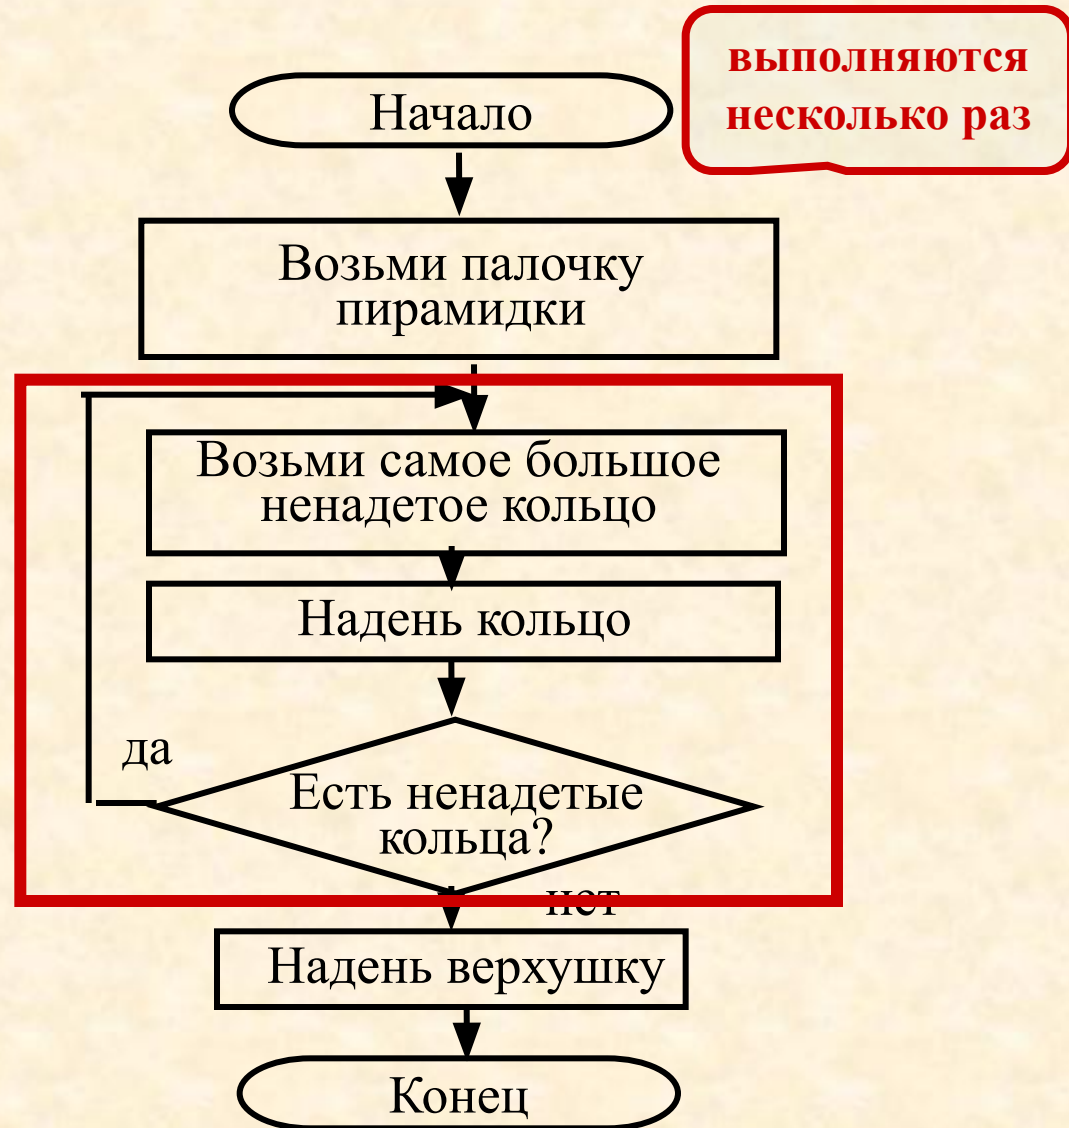 выполняются
несколько раз
Начало
Возьми палочку
пирамидки
Возьми самое большое
ненадетое кольцо
Надень кольцо
да
Есть ненадетые
кольца?
нет
Надень верхушку
Конец